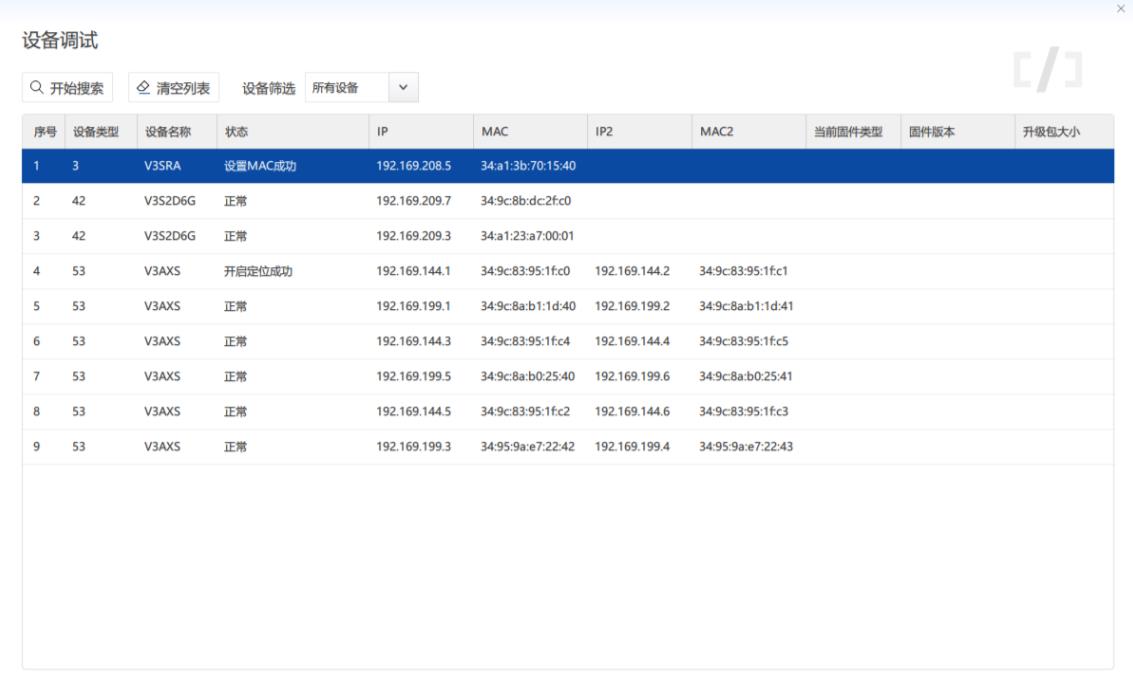 设备调试
开始搜索 清空列表 设备筛选 所有设备
序号 设备类型 设备名称 状态 IP MAC IP2 MAC2 当前固件类型 固件版本 升级包大小
1 3 V3SRA 设置MAC成功 192.169.208.5 34:a1:3b:70:15:40
2 42 V3S2D6G 正常 192.169.209.7 34:9c:8b:dc:2f:c0
3 42 V3S2D6G 正常 192.169.209.3 34:a1:23:a7:00:01
4 53 V3AXS 开启定位成功 192.169.144.1 34:9c:83:95:1f:c0 192.169.144.2 34:9c:83:95:1f:c1
5 53 V3AXS 正常 192.169.199.1 34:9c:8a:b1:1d:40 192.169.199.2 34:9c:8a:b1:1d:41
6 53 V3AXS 正常 192.169.144.3 34:9c:83:95:1f:c4 192.169.144.4 34:9c:83:95:1f:c5
7 53 V3AXS 正常 192.169.199.5 34:9c:8a:b0:25:40 192.169.199.6 34:9c:8a:b0:25:41
8 53 V3AXS 正常 192.169.144.5 34:9c:83:95:1f:c2 192.169.144.6 34:9c:83:95:1f:c3
9 53 V3AXS 正常 192.169.199.3 34:95:9a:e7:22:42 192.169.199.4 34:95:9a:e7:22:43